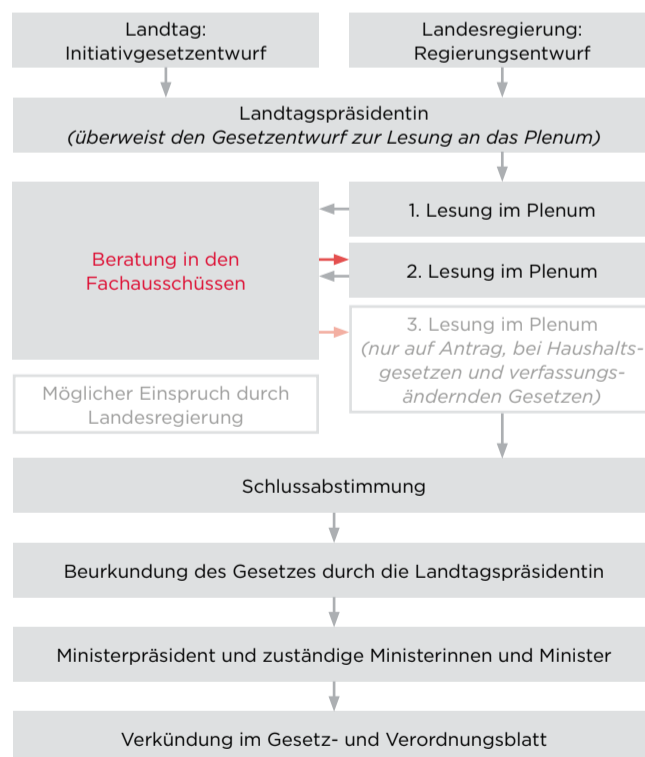 Landtag:
Initiativgesetzentwurf
Landesregierung:
Regierungsentwurf
Landtagspräsidentin
(überweist den Gesetzentwurf zur Lesung an das Plenum)
1. Lesung im Plenum
Beratung in den
Fachausschüssen
2. Lesung im Plenum
3. Lesung im Plenum
(nur auf Antrag, bei Haushalts-
gesetzen und verfassungs-
ändernden Gesetzen)
Möglicher Einspruch durch
Landesregierung
Schlussabstimmung
Beurkundung des Gesetzes durch die Landtagspräsidentin
Ministerpräsident und zuständige Ministerinnen und Minister
Verkündung im Gesetz- und Verordnungsblatt